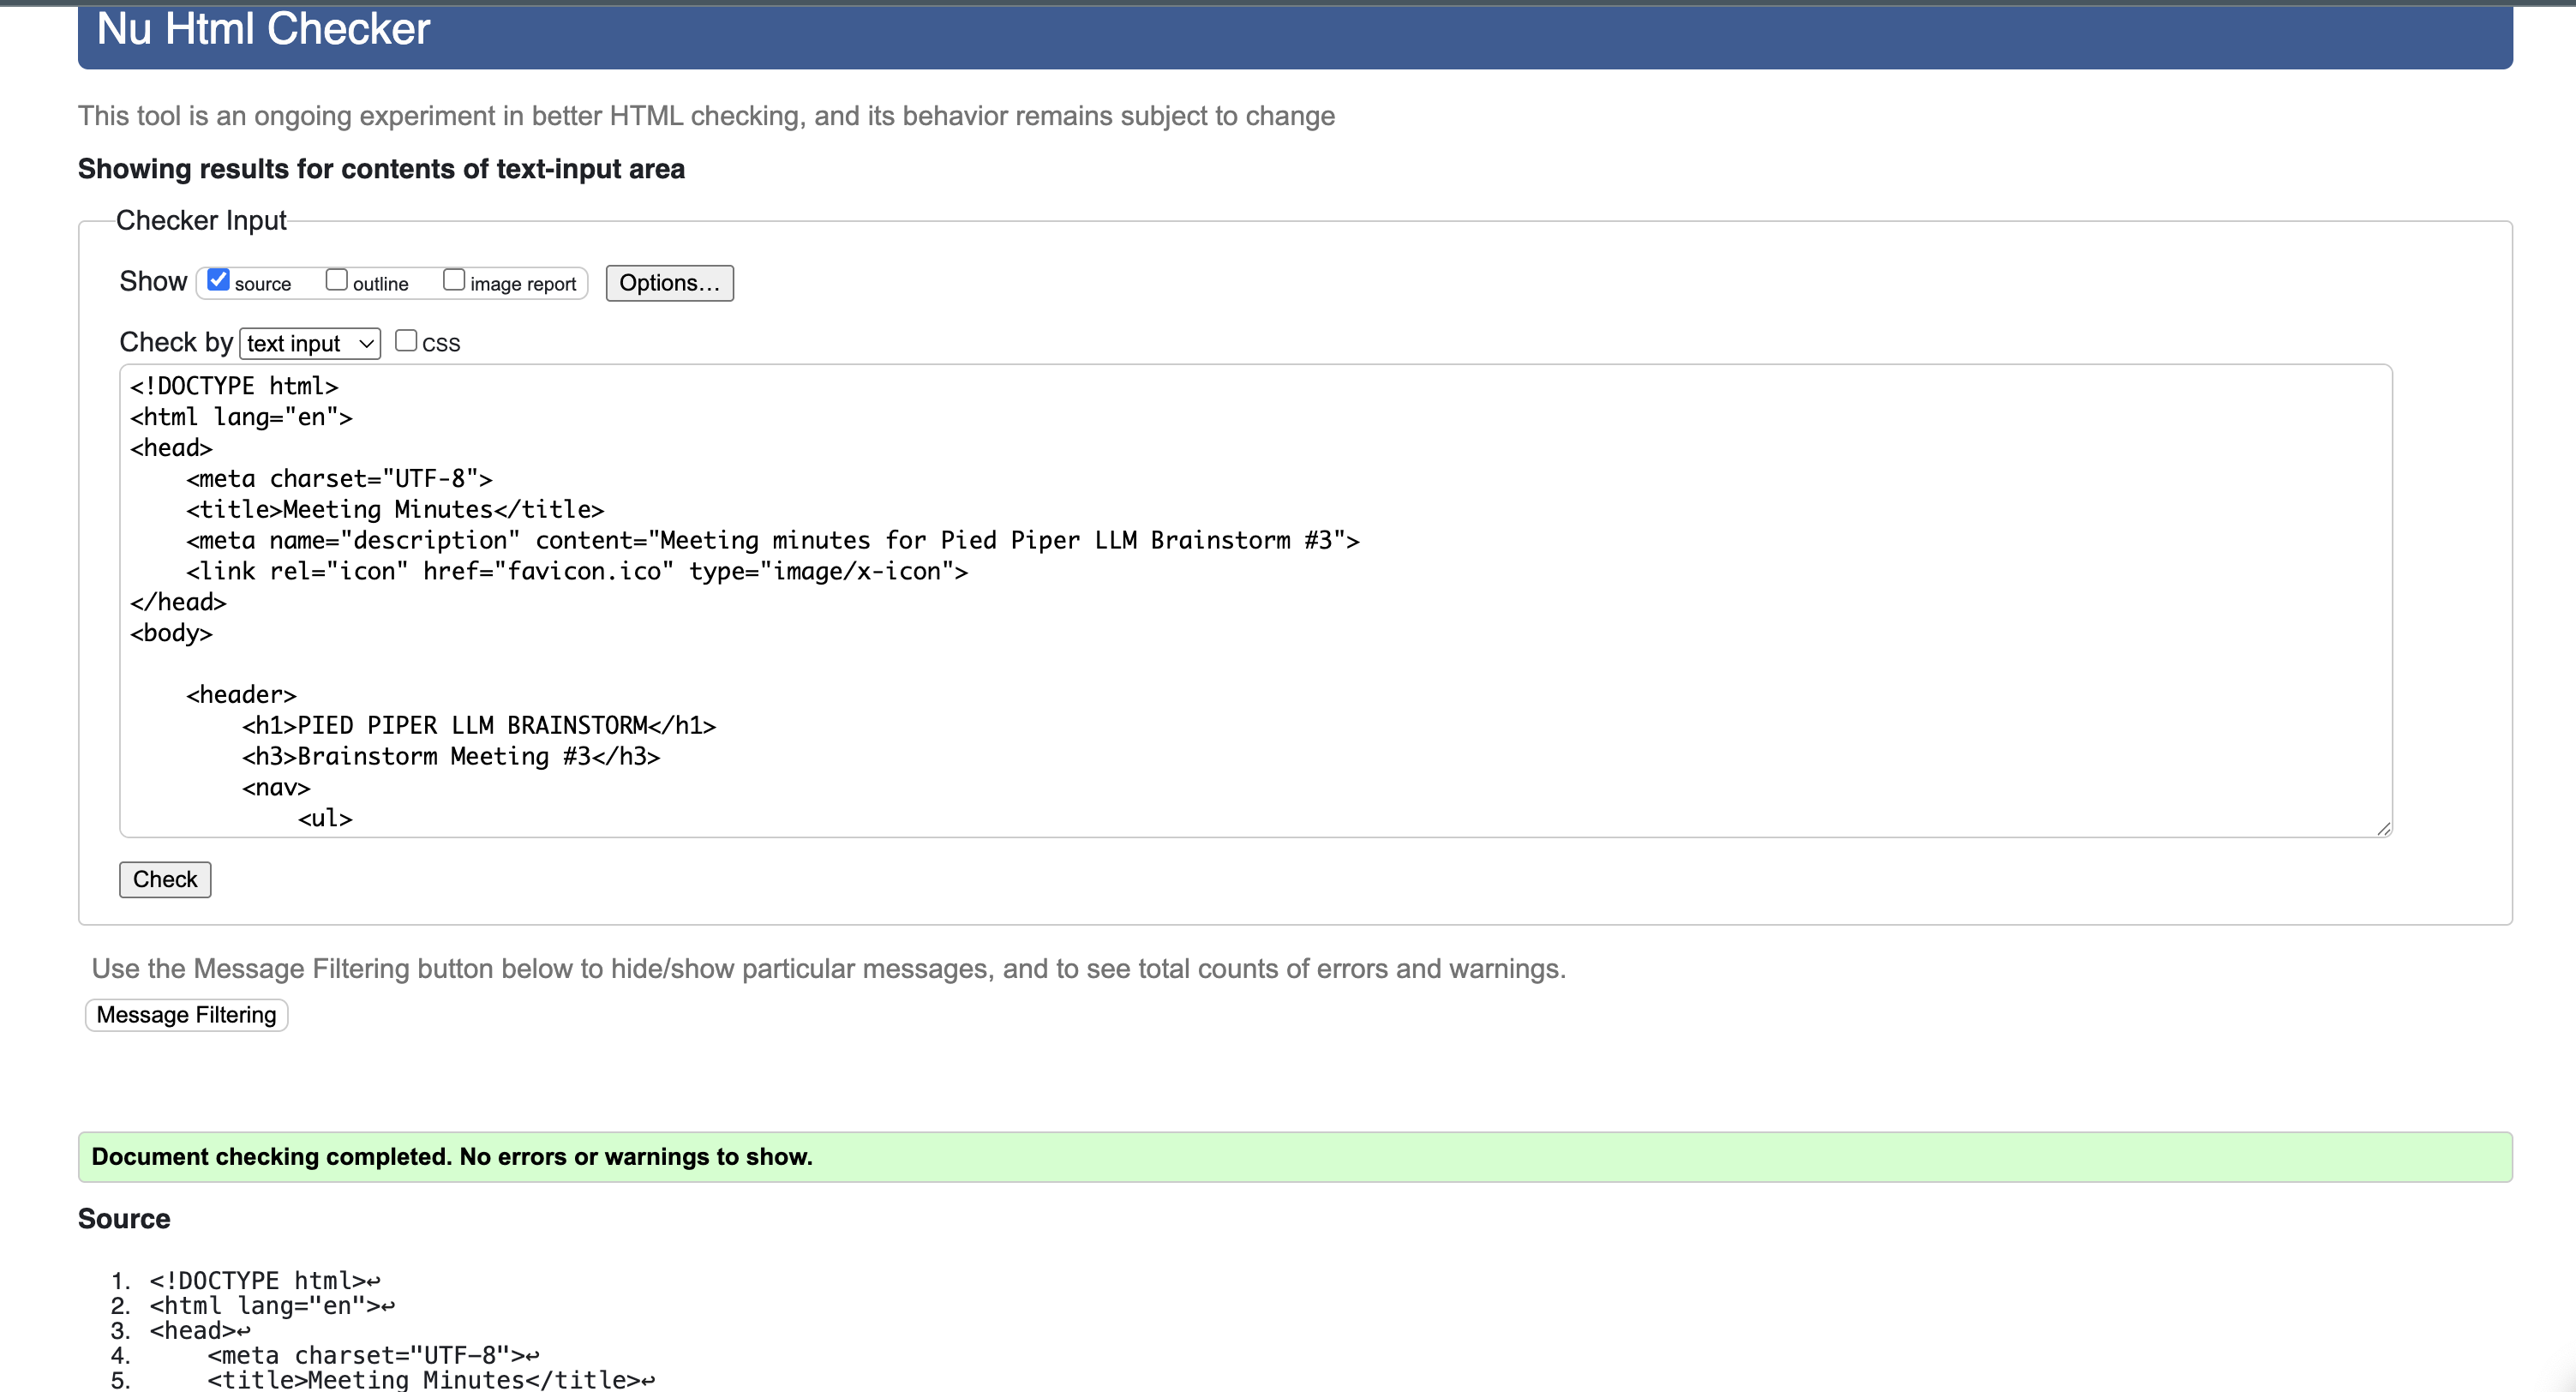 Nu Html Checker
This tool is an ongoing experiment in better HTML checking, and its behavior remains subject to change
Showing results for contents of text-input area
Checker Input
Show source outline image report Options...
Check by text input CSS
<!DOCTYPE html>
<html lang="en">
<head>
    <meta charset="UTF-8">
    <title>Meeting Minutes</title>
    <meta name="description" content="Meeting minutes for Pied Piper LLM Brainstorm #3">
    <link rel="icon" href="favicon.ico" type="image/x-icon">
</head>
<body>
    <header>
        <h1>PIED PIPER LLM BRAINSTORM</h1>
        <h3>Brainstorm Meeting #3</h3>
        <nav>
            <ul>
Check
Use the Message Filtering button below to hide/show particular messages, and to see total counts of errors and warnings.
Message Filtering
Document checking completed. No errors or warnings to show.
Source
1. <!DOCTYPE html>↩
2. <html lang="en">↩
3. <head>↩
4.     <meta charset="UTF-8">↩
5.     <title>Meeting Minutes</title>↩